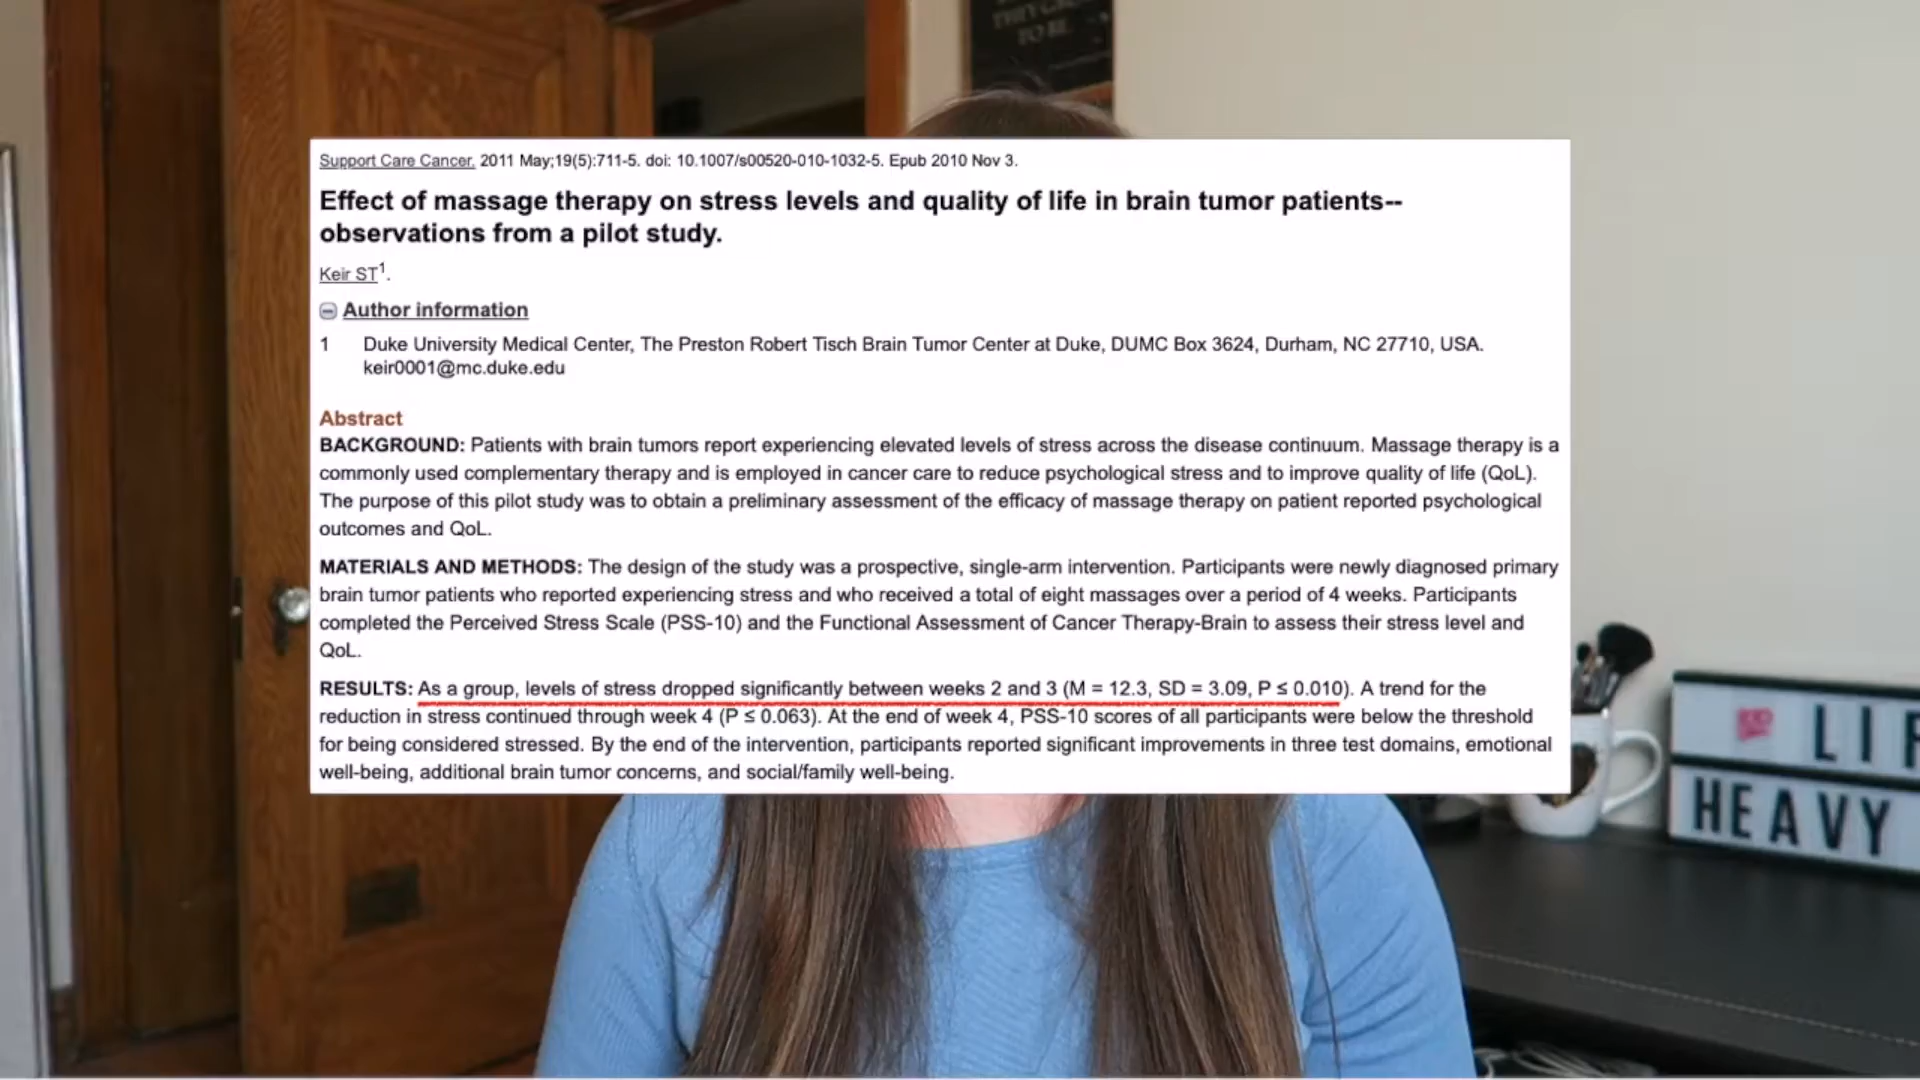 THEY CAME
TO BE.
Support Care Cancer. 2011 May;19(5):711-5. doi: 10.1007/s00520-010-1032-5. Epub 2010 Nov 3.
Effect of massage therapy on stress levels and quality of life in brain tumor patients--
observations from a pilot study.
Keir ST1.
Author information
1 Duke University Medical Center, The Preston Robert Tisch Brain Tumor Center at Duke, DUMC Box 3624, Durham, NC 27710, USA.
keir0001@mc.duke.edu
Abstract
BACKGROUND: Patients with brain tumors report experiencing elevated levels of stress across the disease continuum. Massage therapy is a
commonly used complementary therapy and is employed in cancer care to reduce psychological stress and to improve quality of life (QoL).
The purpose of this pilot study was to obtain a preliminary assessment of the efficacy of massage therapy on patient reported psychological
outcomes and QoL.
MATERIALS AND METHODS: The design of the study was a prospective, single-arm intervention. Participants were newly diagnosed primary
brain tumor patients who reported experiencing stress and who received a total of eight massages over a period of 4 weeks. Participants
completed the Perceived Stress Scale (PSS-10) and the Functional Assessment of Cancer Therapy-Brain to assess their stress level and
QoL.
RESULTS: As a group, levels of stress dropped significantly between weeks 2 and 3 (M = 12.3, SD = 3.09, P ≤ 0.010). A trend for the
reduction in stress continued through week 4 (P ≤ 0.063). At the end of week 4, PSS-10 scores of all participants were below the threshold
for being considered stressed. By the end of the intervention, participants reported significant improvements in three test domains, emotional
well-being, additional brain tumor concerns, and social/family well-being.
LIF
HEAVY